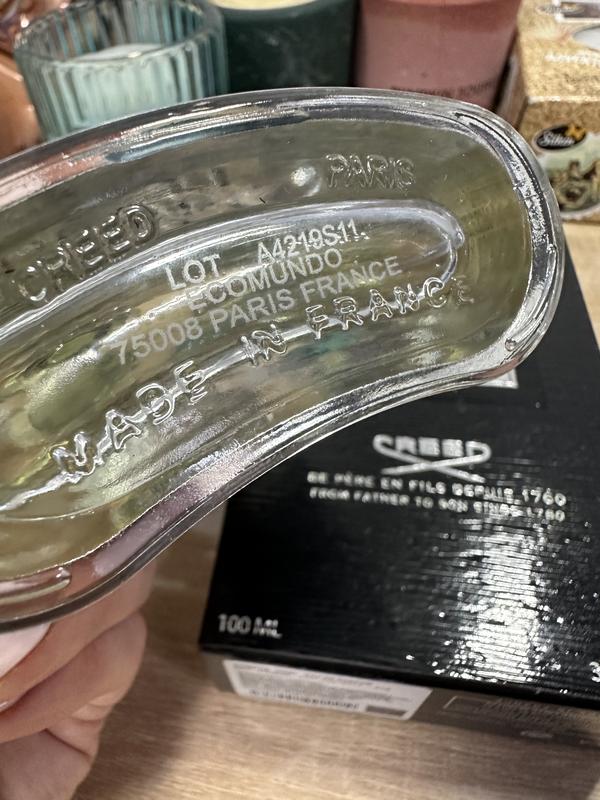 CREED PARIS
LOT A4219S11
ECOMUNDO
75008 PARIS FRANCE
MADE IN FRANCE
CREED
DE PÈRE EN FILS DEPUIS 1760
FROM FATHER TO SON SINCE 1760
100 ML